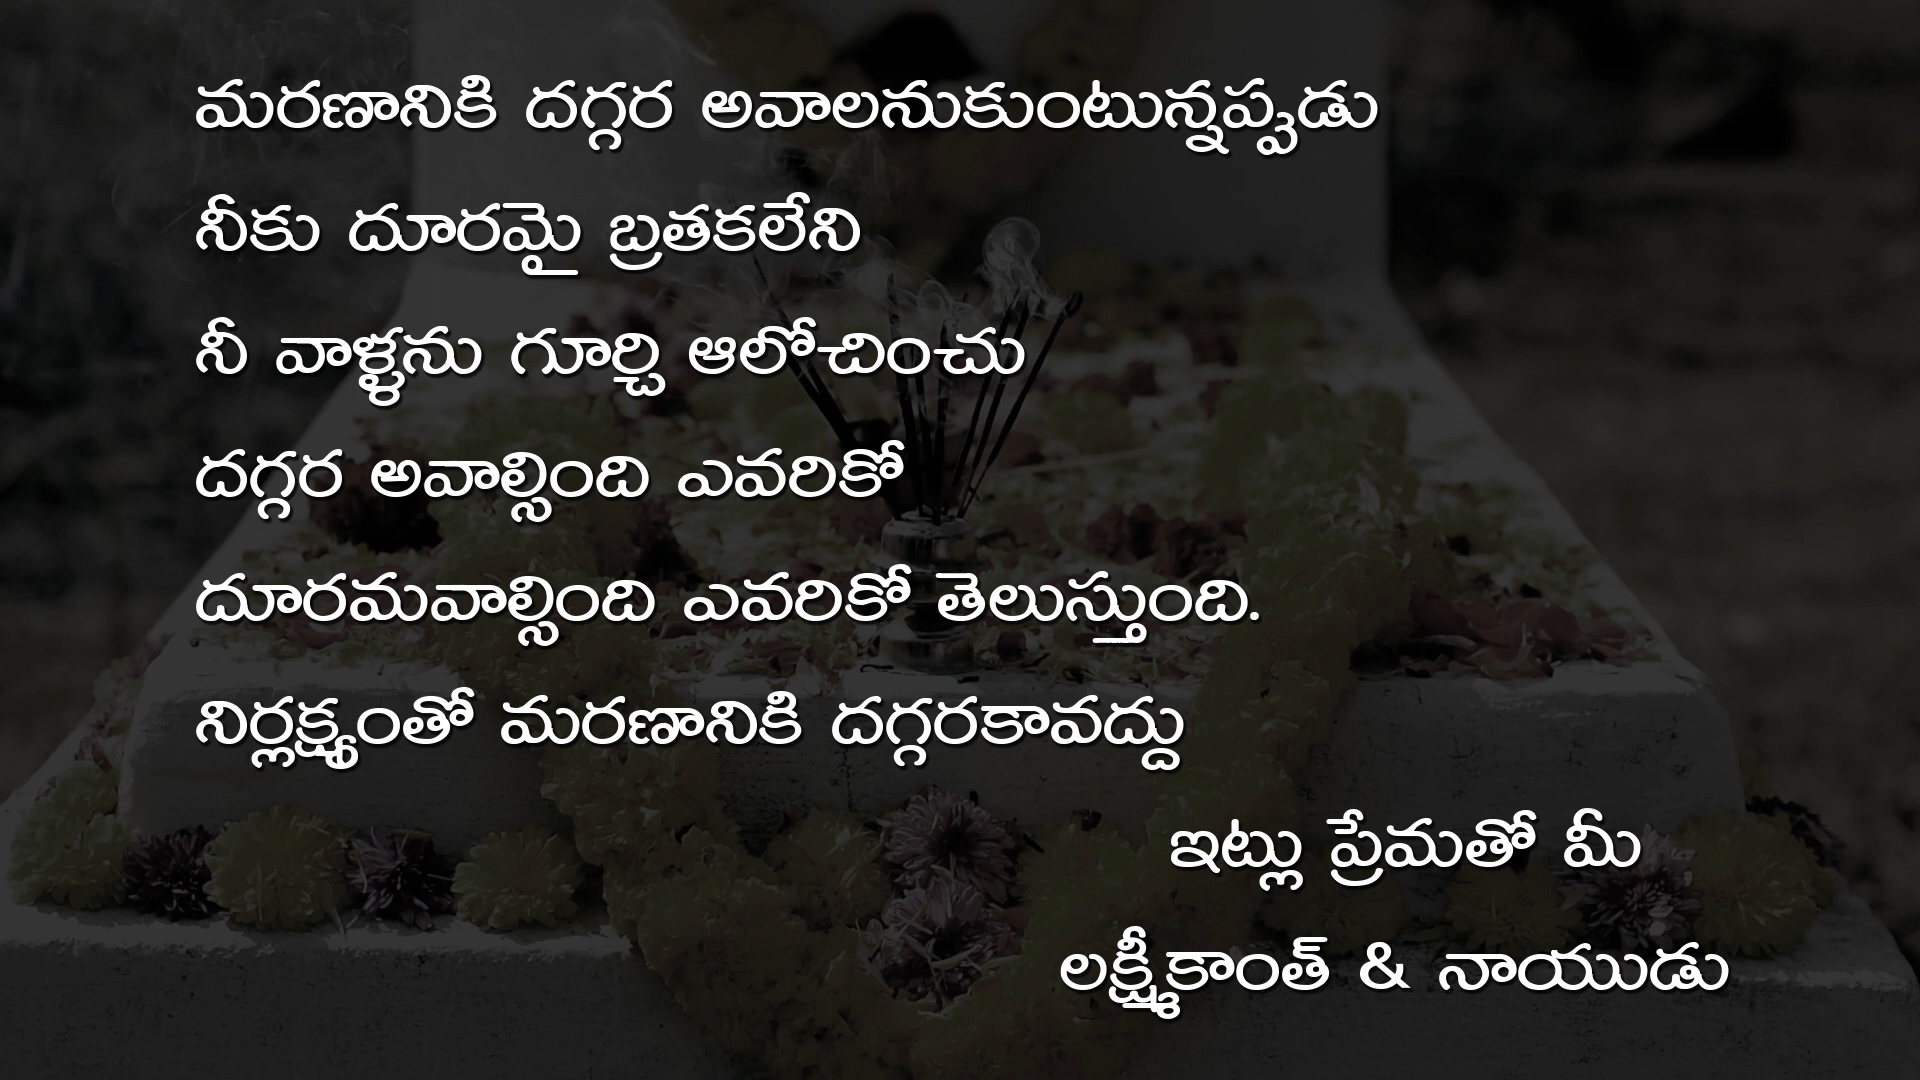 మరణానికి దగ్గర అవాలనుకుంటున్నప్పడు
నీకు దూరమై బ్రతకలేని
నీ వాళ్ళను గూర్చి ఆలోచించు
దగ్గర అవాల్సింది ఎవరికో
దూరమవాల్సింది ఎవరికో తెలుస్తుంది.
నిర్లక్ష్యంతో మరణానికి దగ్గరకావద్దు
ఇట్లు ప్రేమతో మీ
లక్ష్మీకాంత్ & నాయుడు